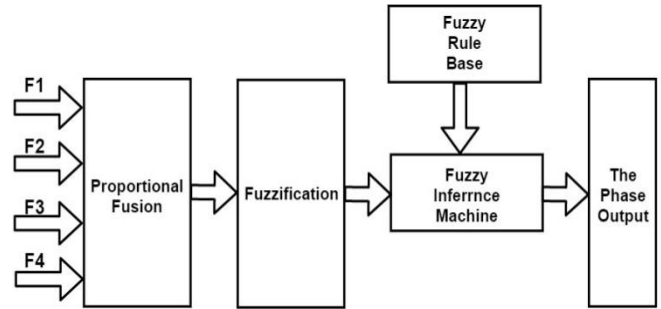 F1
F2
F3
F4
Proportional
Fusion
Fuzzification
Fuzzy
Rule
Base
Fuzzy
Inferrnce
Machine
The
Phase
Output